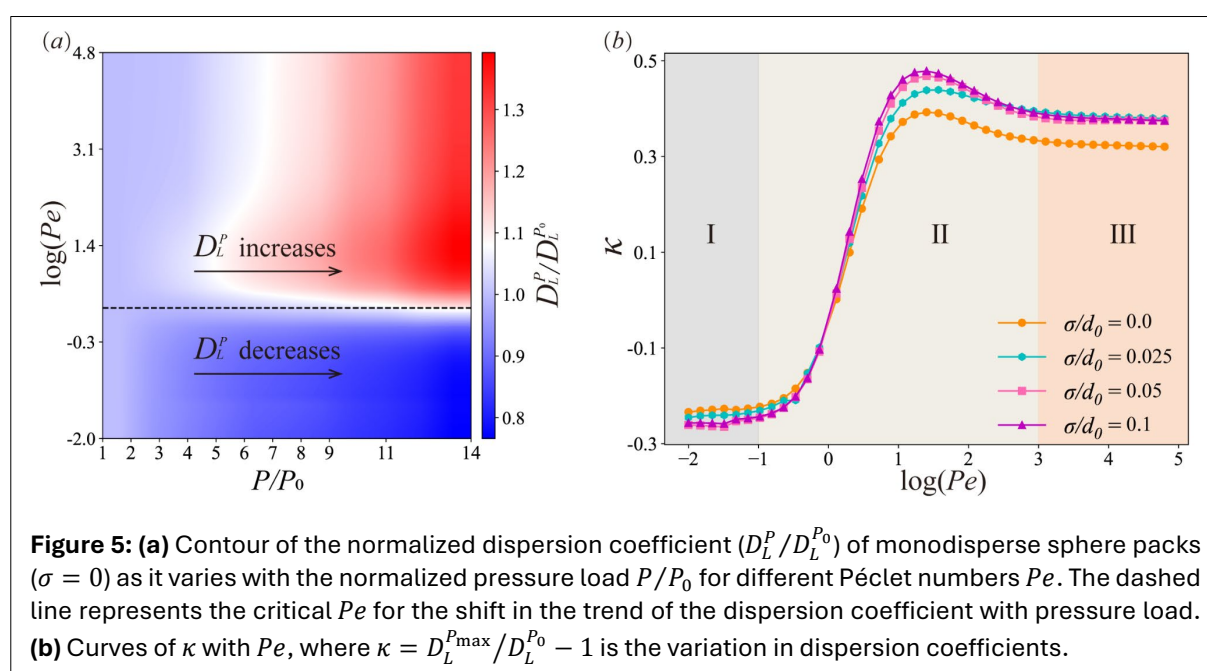 (a)
4.8
3.1
1.4
-0.3
-2.0
log(Pe)
D_L^P increases
D_L^P decreases
1 2 3 4 5 6 7 8 9 11 14
P/P₀
1.3
1.2
1.1
1.0
0.9
0.8
D_L^P/D_L^{P₀}
(b)
0.5
0.3
0.1
-0.1
-0.3
κ
I
II
III
σ/d₀ = 0.0
σ/d₀ = 0.025
σ/d₀ = 0.05
σ/d₀ = 0.1
−2 −1 0 1 2 3 4 5
log(Pe)
Figure 5: (a) Contour of the normalized dispersion coefficient (D_L^P/D_L^{P₀}) of monodisperse sphere packs
(σ = 0) as it varies with the normalized pressure load P/P₀ for different Péclet numbers Pe. The dashed
line represents the critical Pe for the shift in the trend of the dispersion coefficient with pressure load.
(b) Curves of κ with Pe, where κ = D_L^{Pmax}/D_L^{P₀} − 1 is the variation in dispersion coefficients.